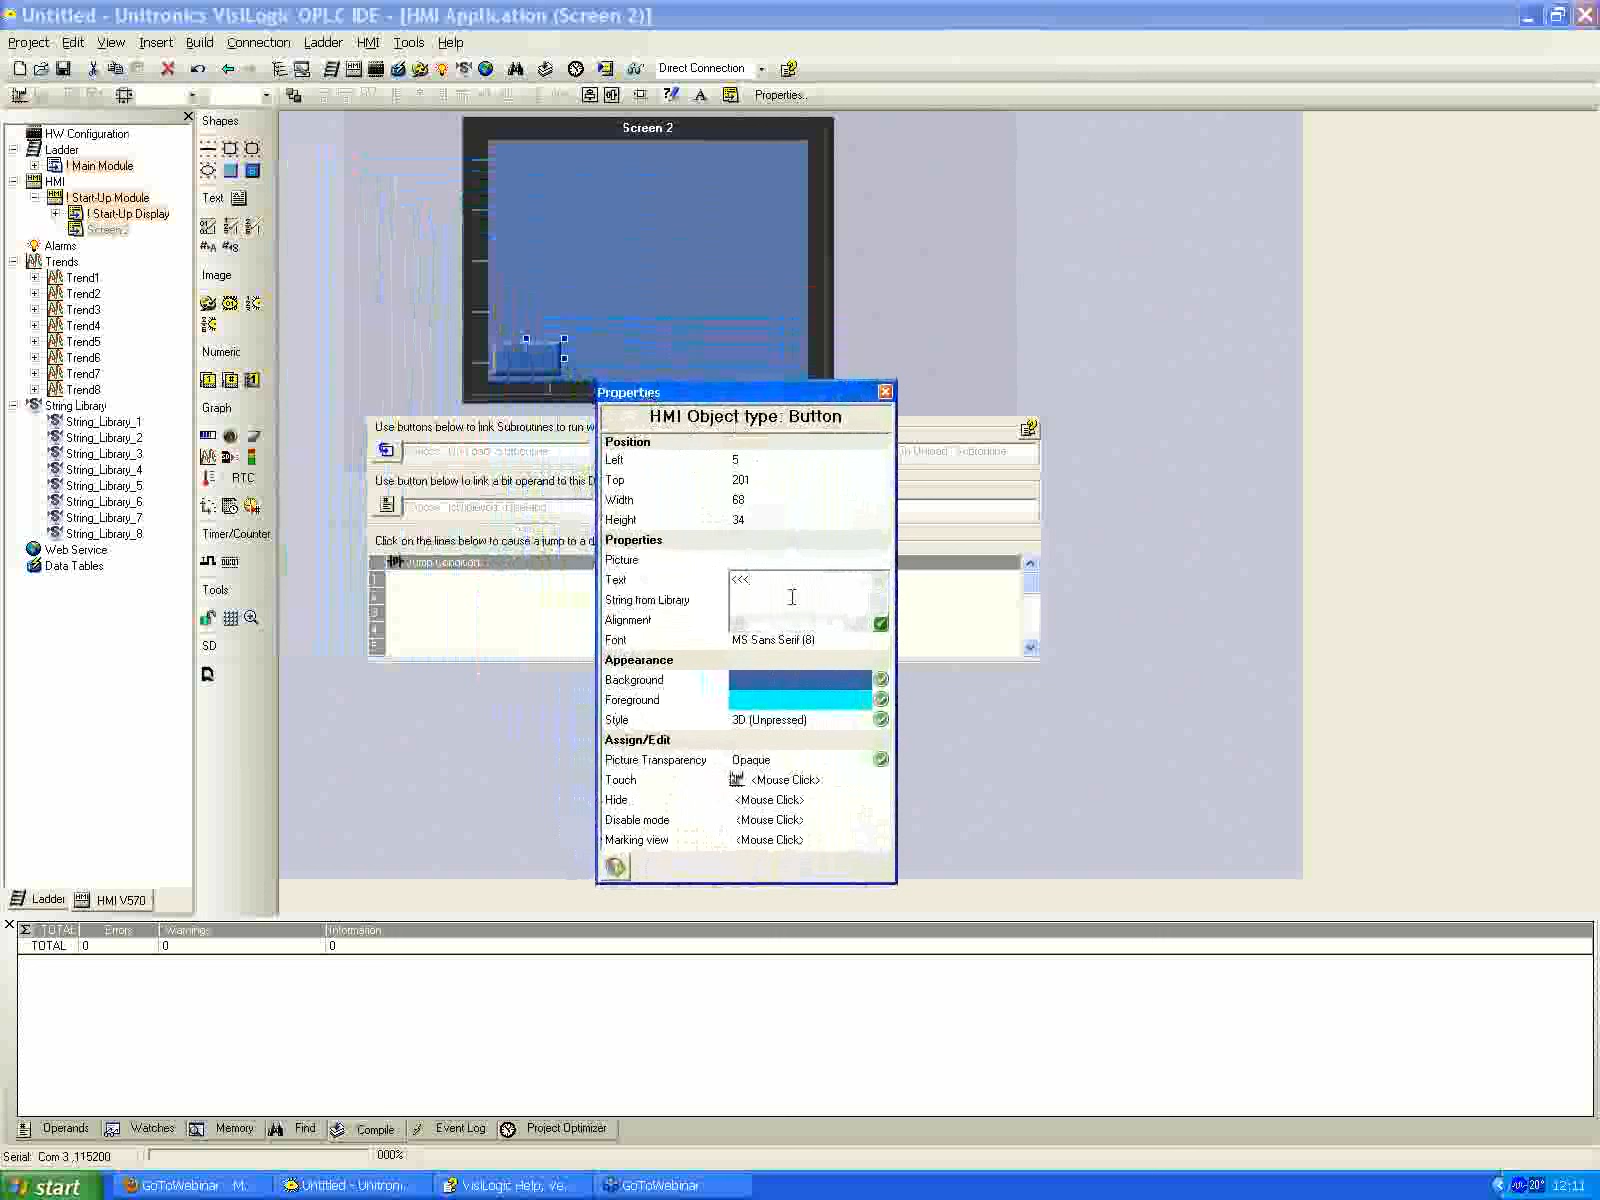 Untitled - Unitronics VisiLogic OPLC IDE - [HMI Application (Screen 2)]
Project Edit View Insert Build Connection Ladder HMI Tools Help
Direct Connection
Properties..
Shapes
Screen 2
HW Configuration
Ladder
! Main Module
HMI
! Start-Up Module
! Start-Up Display
Screen 2
Alarms
Trends
Trend1
Trend2
Trend3
Trend4
Trend5
Trend6
Trend7
Trend8
String Library
String_Library_1
String_Library_2
String_Library_3
String_Library_4
String_Library_5
String_Library_6
String_Library_7
String_Library_8
Web Service
Data Tables
Ladder HMI V570
Text
Image
Numeric
Graph
RTC
Timer/Counter
Tools
SD
Use buttons below to link Subroutines to run w
Use button below to link a bit operand to this D
Click on the lines below to cause a jump to a d
Jump Condition
1
3
4
5
Properties
HMI Object type: Button
Position
Left 5
Top 201
Width 68
Height 34
Properties
Picture
Text <<<
String from Library
Alignment
Font MS Sans Serif (8)
Appearance
Background
Foreground
Style 3D (Unpressed)
Assign/Edit
Picture Transparency Opaque
Touch <Mouse Click>
Hide <Mouse Click>
Disable mode <Mouse Click>
Marking view <Mouse Click>
Σ TOTAL Errors Warnings Information
TOTAL 0 0 0
Operands Watches Memory Find Compile Event Log Project Optimizer
Serial: Com 3 ,115200 000%
start GoToWebinar M.. Untitled - Unitroni.. VisiLogic Help, Ve.. GoToWebinar 20° 12:11